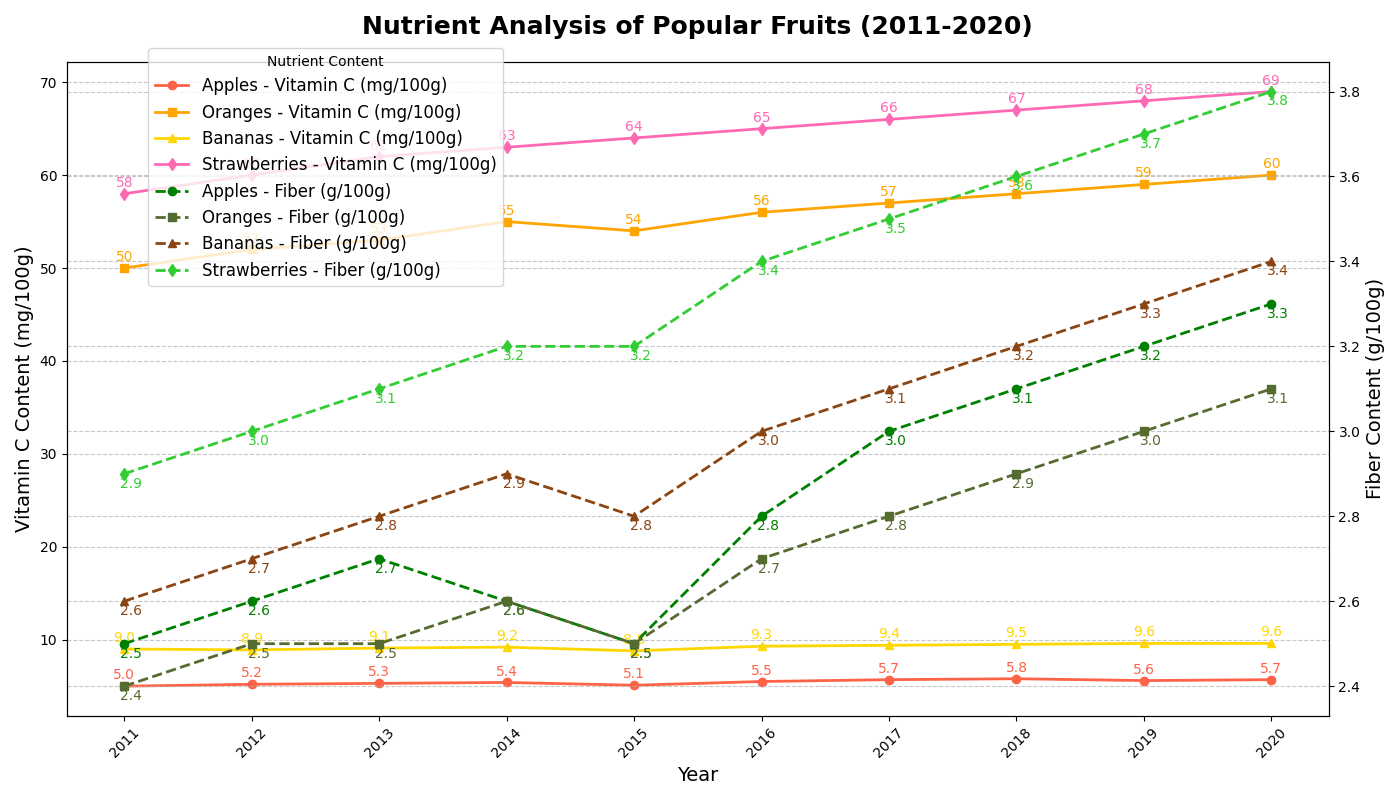 Nutrient Analysis of Popular Fruits (2011-2020)
Nutrient Content
Apples - Vitamin C (mg/100g)
Oranges - Vitamin C (mg/100g)
Bananas - Vitamin C (mg/100g)
Strawberries - Vitamin C (mg/100g)
Apples - Fiber (g/100g)
Oranges - Fiber (g/100g)
Bananas - Fiber (g/100g)
Strawberries - Fiber (g/100g)
Vitamin C Content (mg/100g)
70
60
50
40
30
20
10
58 63 64 65 66 67 68 69
50 55 54 56 57 58 59 60
9.0 8.9 9.1 9.2 9.3 9.4 9.5 9.6 9.6
5.0 5.2 5.3 5.4 5.1 5.5 5.7 5.8 5.6 5.7
2.9 3.0 3.1 3.2 3.2 3.4 3.5 3.6 3.7 3.8
2.6 2.7 2.8 2.9 2.8 3.0 3.1 3.2 3.3 3.4
2.5 2.6 2.7 2.6 2.5 2.8 3.0 3.1 3.2 3.3
2.4 2.5 2.5 2.6 2.5 2.7 2.8 2.9 3.0 3.1
3.8
3.6
3.4
3.2
3.0
2.8
2.6
2.4
Fiber Content (g/100g)
2011 2012 2013 2014 2015 2016 2017 2018 2019 2020
Year